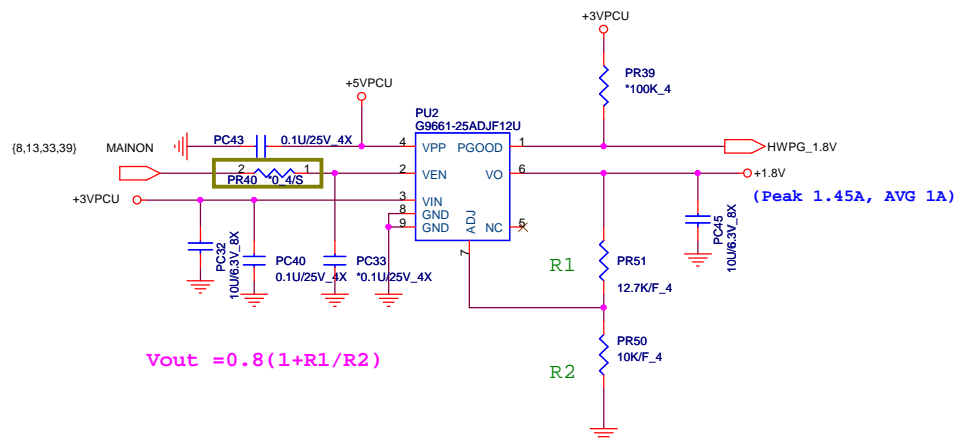 +3VPCU
PR39
*100K_4
+5VPCU
PU2
G9661-25ADJF12U
PC43
0.1U/25V_4X
4
VPP
PGOOD
1
HWPG_1.8V
{8,13,33,39}
MAINON
2
1
PR40
*0_4/S
2
VEN
VO
6
+1.8V
(Peak 1.45A, AVG 1A)
+3VPCU
3
VIN
8
GND
9
GND
ADJ
NC
5
7
PC32
10U/6.3V_8X
PC40
0.1U/25V_4X
PC33
*0.1U/25V_4X
PC45
10U/6.3V_8X
R1
PR51
12.7K/F_4
Vout =0.8(1+R1/R2)
PR50
10K/F_4
R2